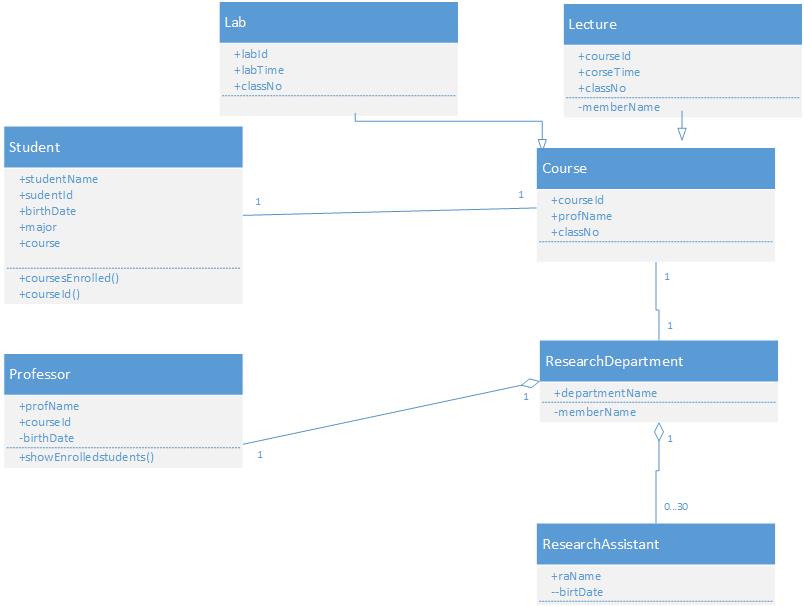 Lab
+labId
+labTime
+classNo
Lecture
+courseId
+corseTime
+classNo
-memberName
Student
+studentName
+sudentId
+birthDate
+major
+course
+coursesEnrolled()
+courseId()
1
1
Course
+courseId
+profName
+classNo
1
1
ResearchDepartment
+departmentName
-memberName
Professor
+profName
+courseId
-birthDate
+showEnrolledstudents()
1
1
1
0...30
ResearchAssistant
+raName
--birtDate